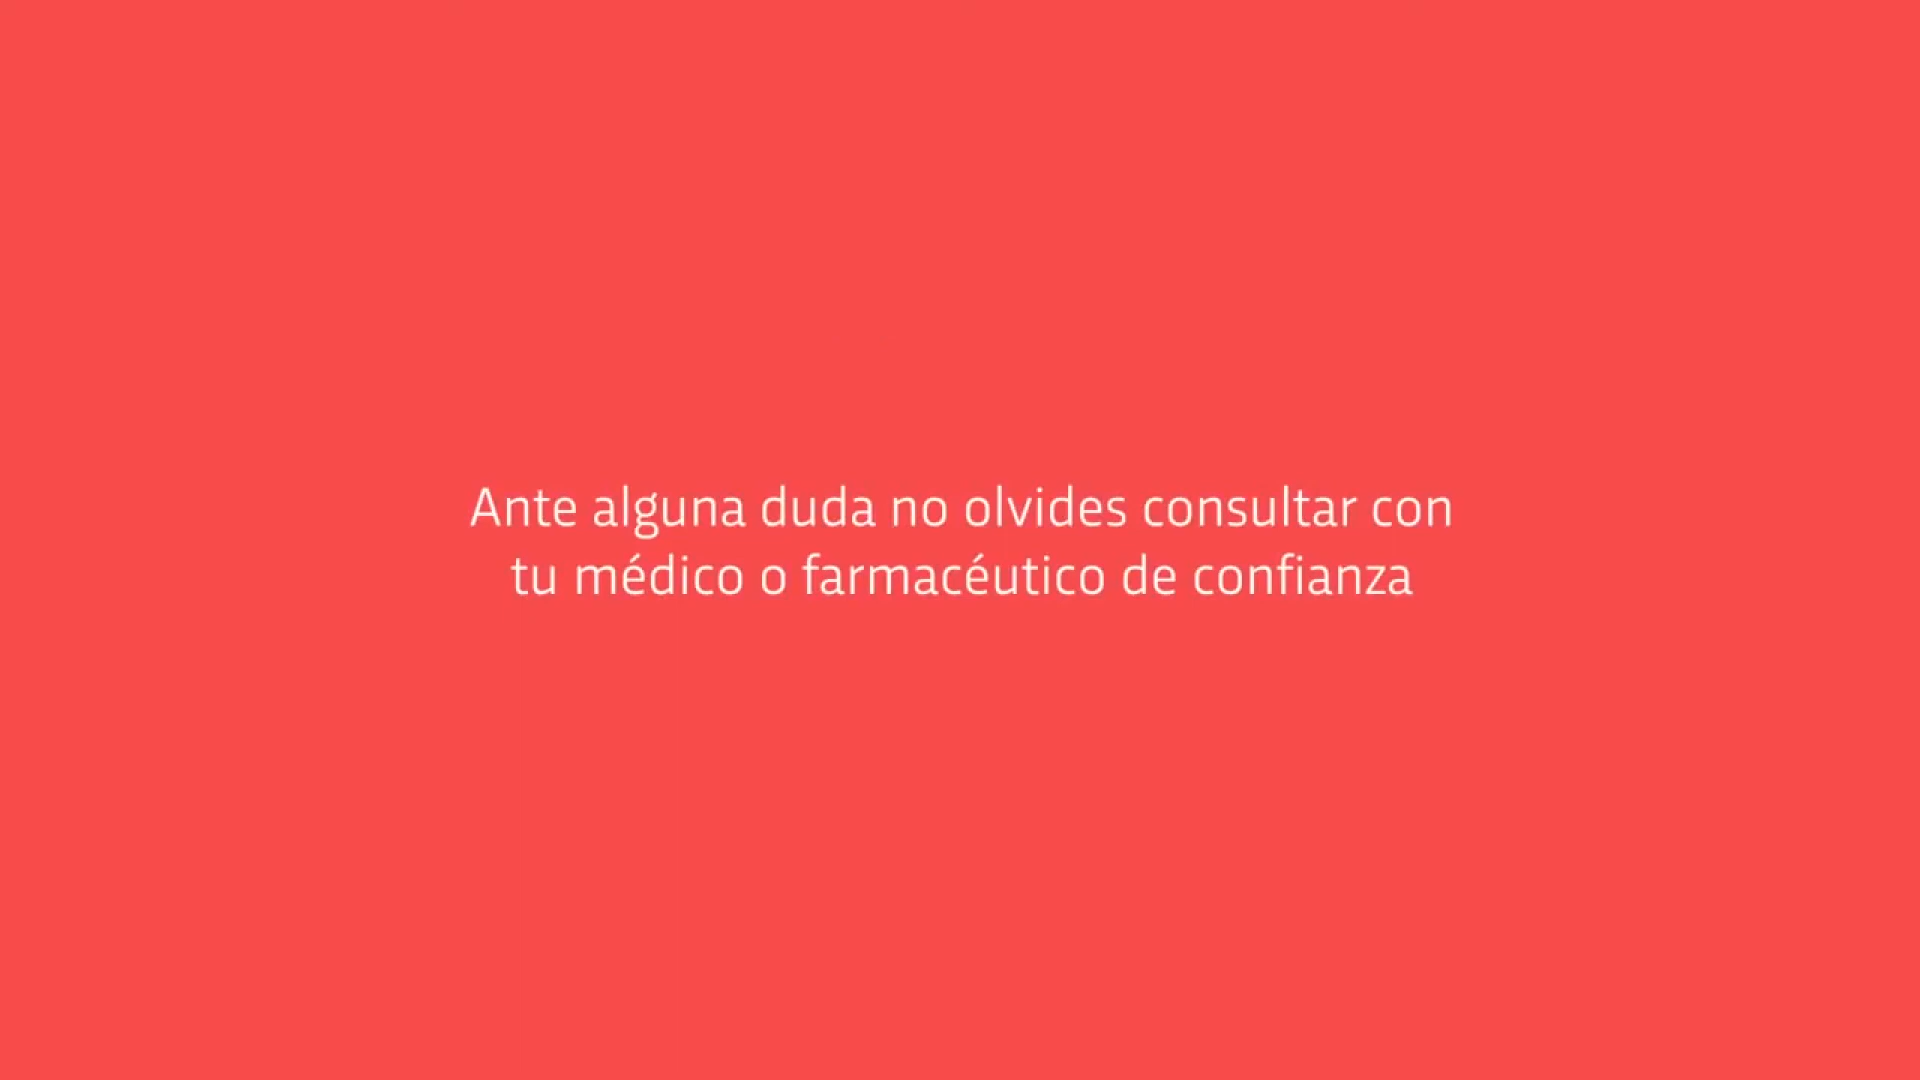 Ante alguna duda no olvides consultar con
tu médico o farmacéutico de confianza